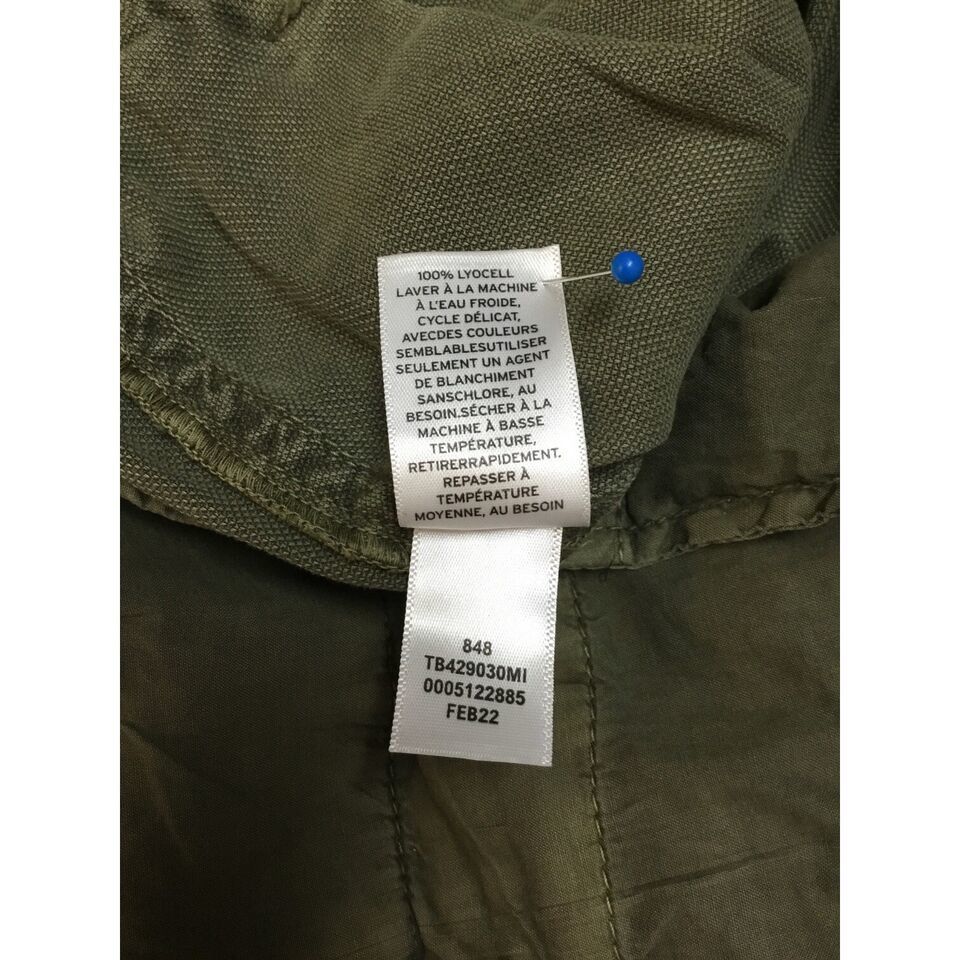 100% LYOCELL
LAVER À LA MACHINE
À L'EAU FROIDE,
CYCLE DÉLICAT,
AVECDES COULEURS
SEMBLABLESUTILISER
SEULEMENT UN AGENT
DE BLANCHIMENT
SANSCHLORE, AU
BESOIN.SÉCHER À LA
MACHINE À BASSE
TEMPÉRATURE,
RETIRERRAPIDEMENT.
REPASSER À
TEMPÉRATURE
MOYENNE, AU BESOIN
848
TB429030MI
0005122885
FEB22